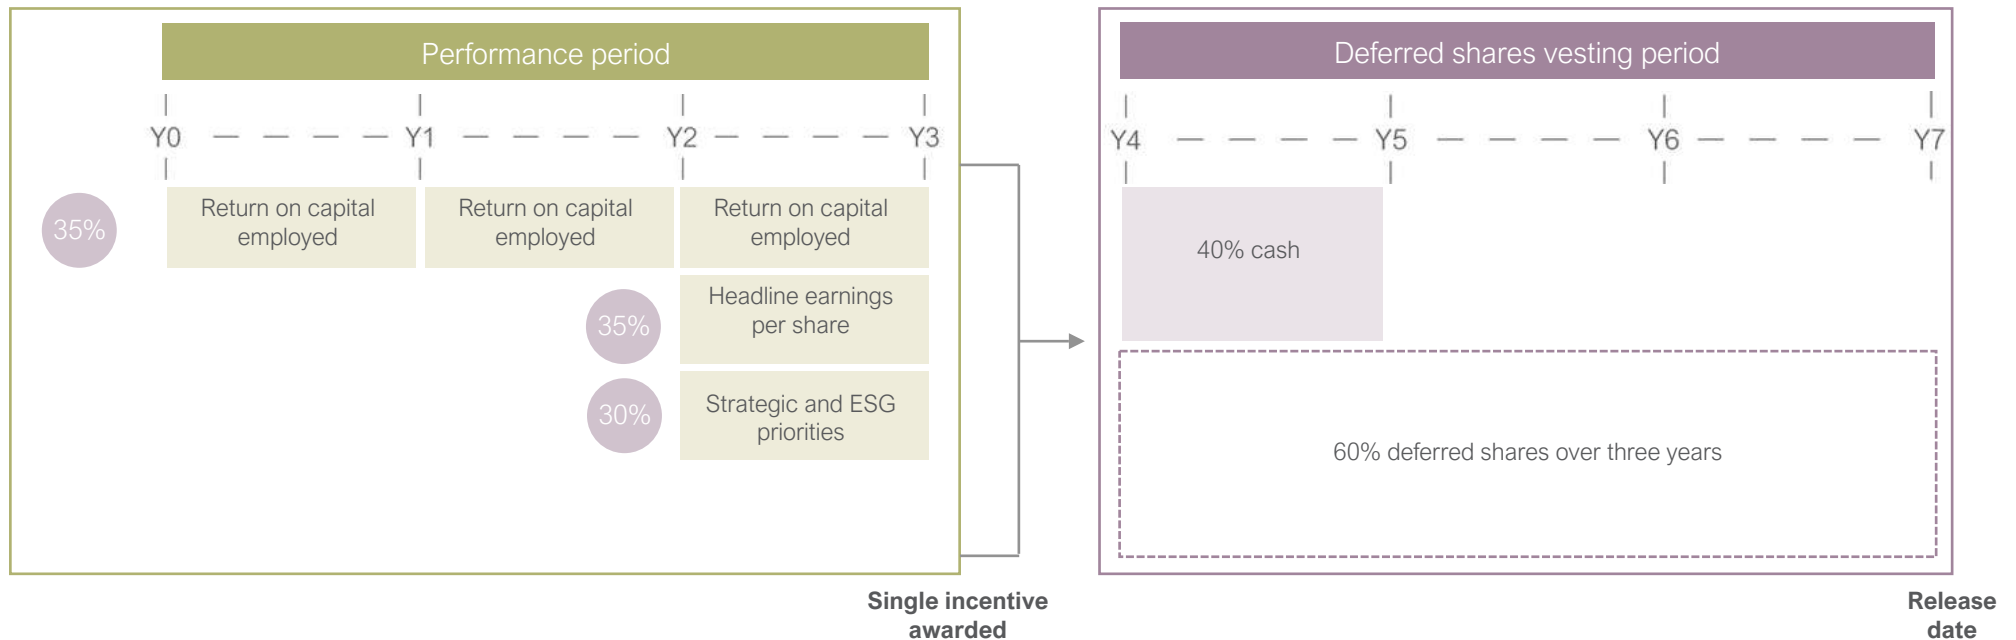 Performance period
Y0 Y1 Y2 Y3
35%
Return on capital
employed
Return on capital
employed
Return on capital
employed
35%
Headline earnings
per share
30%
Strategic and ESG
priorities
Single incentive
awarded
Deferred shares vesting period
Y4 Y5 Y6 Y7
40% cash
60% deferred shares over three years
Release
date